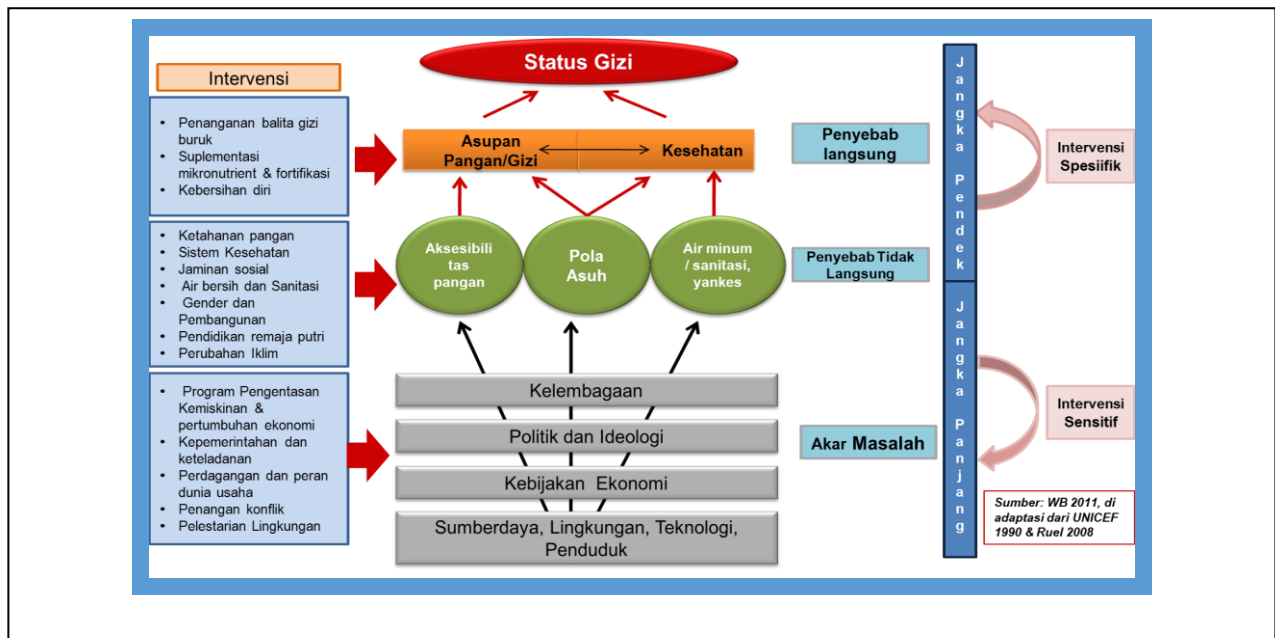 Status Gizi
Intervensi
• Penanganan balita gizi
buruk
• Suplementasi
mikronutrient & fortifikasi
• Kebersihan diri
Asupan
Pangan/Gizi
Kesehatan
Penyebab
langsung
• Ketahanan pangan
• Sistem Kesehatan
• Jaminan sosial
• Air bersih dan Sanitasi
• Gender dan
Pembangunan
• Pendidikan remaja putri
• Perubahan Iklim
Aksesibili
tas
pangan
Pola
Asuh
Air minum
/ sanitasi,
yankes
Penyebab Tidak
Langsung
• Program Pengentasan
Kemiskinan &
pertumbuhan ekonomi
• Kepemerintahan dan
keteladanan
• Perdagangan dan peran
dunia usaha
• Penangan konflik
• Pelestarian Lingkungan
Kelembagaan
Politik dan Ideologi
Kebijakan Ekonomi
Sumberdaya, Lingkungan, Teknologi,
Penduduk
Akar Masalah
Jangka Pendek
Jangka Panjang
Intervensi
Spesiifik
Intervensi
Sensitif
Sumber: WB 2011, di
adaptasi dari UNICEF
1990 & Ruel 2008